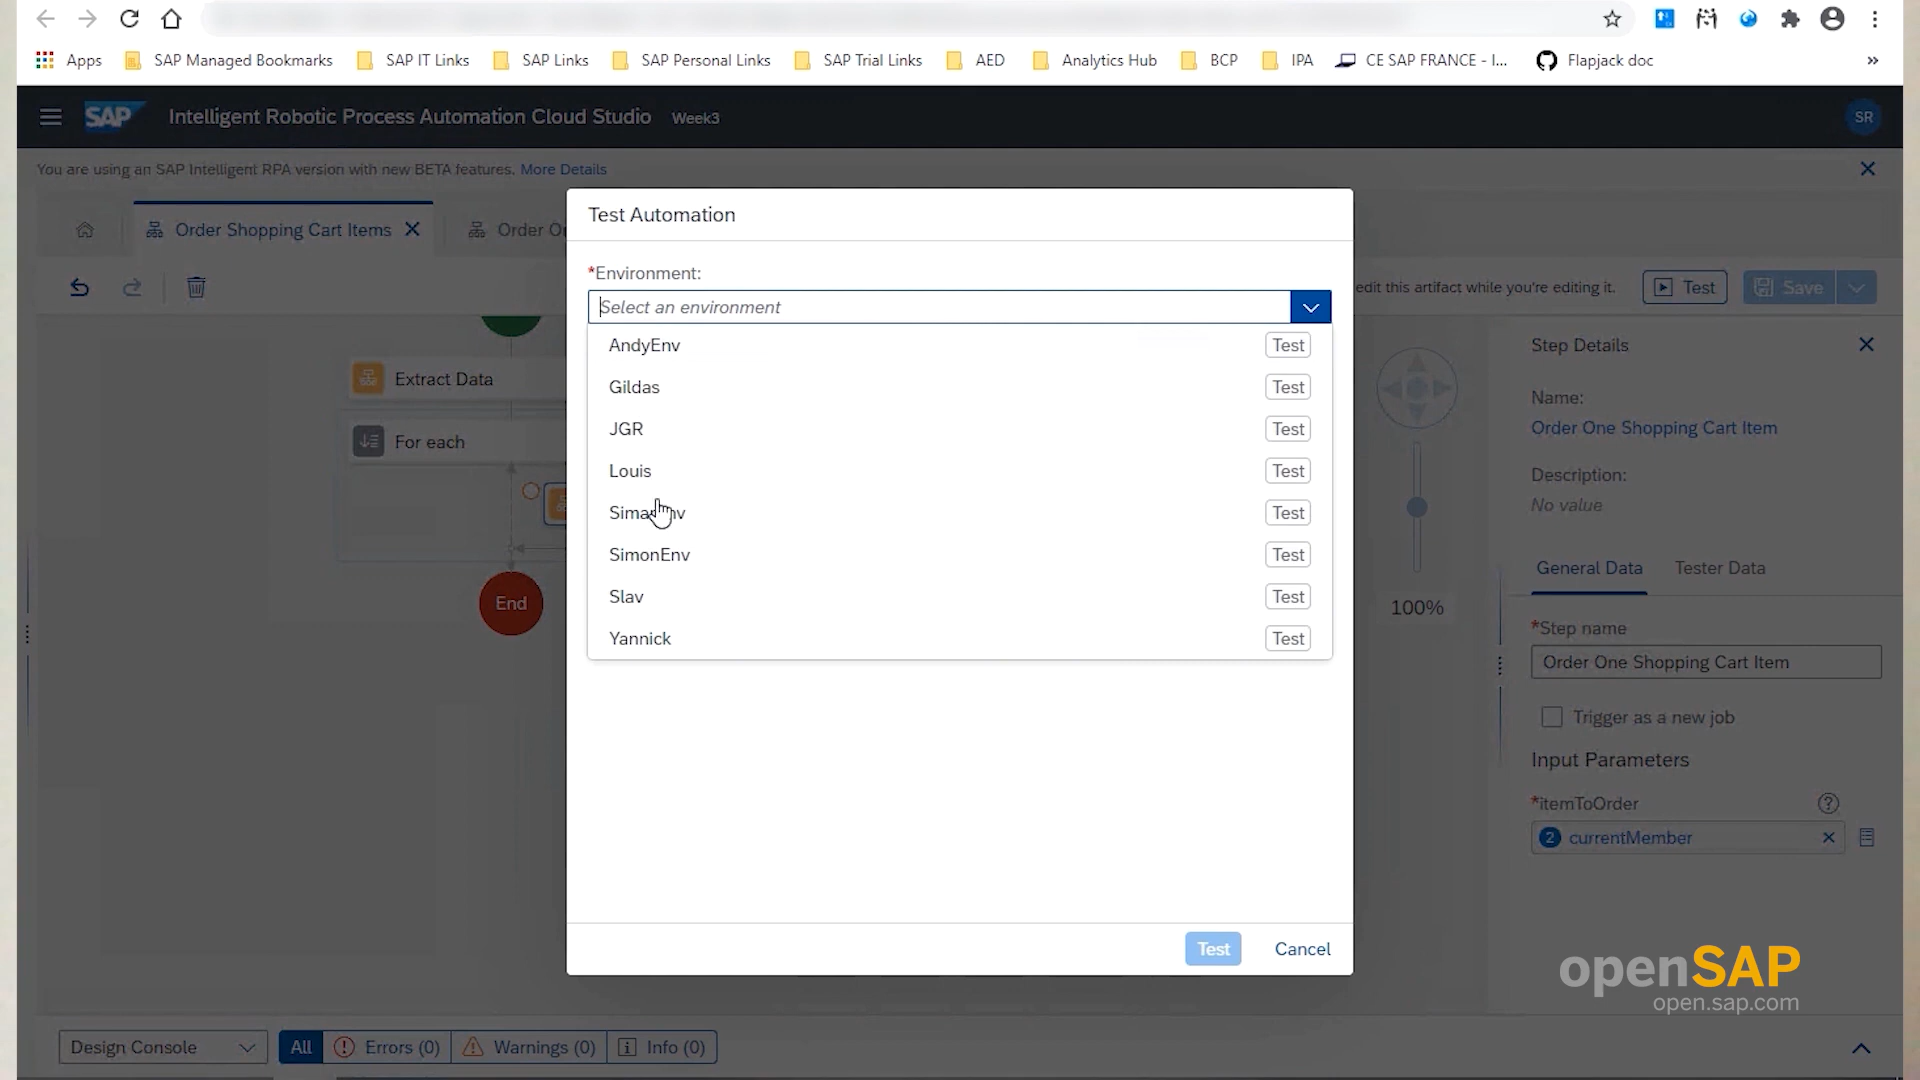 Apps
SAP Managed Bookmarks
SAP IT Links
SAP Links
SAP Personal Links
SAP Trial Links
AED
Analytics Hub
BCP
IPA
CE SAP FRANCE - I...
Flapjack doc
»
SAP Intelligent Robotic Process Automation Cloud Studio Week3
SR
You are using an SAP Intelligent RPA version with new BETA features. More Details
Order Shopping Cart Items
Order O
edit this artifact while you're editing it.
Test
Save
Extract Data
For each
End
Test Automation
*Environment:
Select an environment
AndyEnv Test
Gildas Test
JGR Test
Louis Test
Test
SimonEnv Test
Slav Test
Yannick Test
Test
Cancel
100%
Step Details
Name:
Order One Shopping Cart Item
Description:
No value
General Data
Tester Data
*Step name
Order One Shopping Cart Item
Trigger as a new job
Input Parameters
*itemToOrder
2 currentMember
openSAP
open.sap.com
Design Console
All
Errors (0)
Warnings (0)
Info (0)